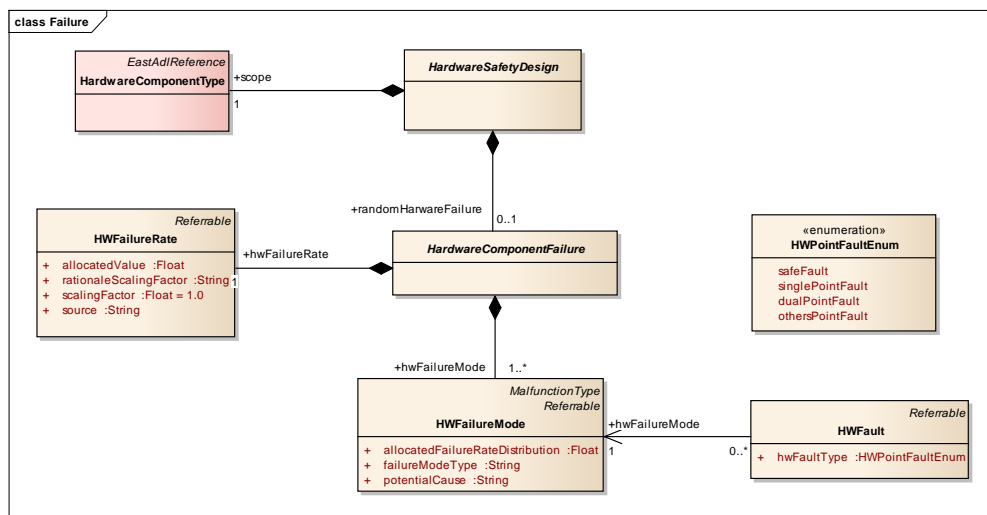 class Failure
EastAdlReference
HardwareComponentType
+scope
1
HardwareSafetyDesign
+randomHarwareFailure
0..1
Referrable
HWFailureRate
+ allocatedValue :Float
+ rationaleScalingFactor :String
+ scalingFactor :Float = 1.0
+ source :String
+hwFailureRate
1
HardwareComponentFailure
«enumeration»
HWPointFaultEnum
safeFault
singlePointFault
dualPointFault
othersPointFault
+hwFailureMode
1..*
MalfunctionType
Referrable
HWFailureMode
+ allocatedFailureRateDistribution :Float
+ failureModeType :String
+ potentialCause :String
+hwFailureMode
1
0..*
Referrable
HWFault
+ hwFaultType :HWPointFaultEnum